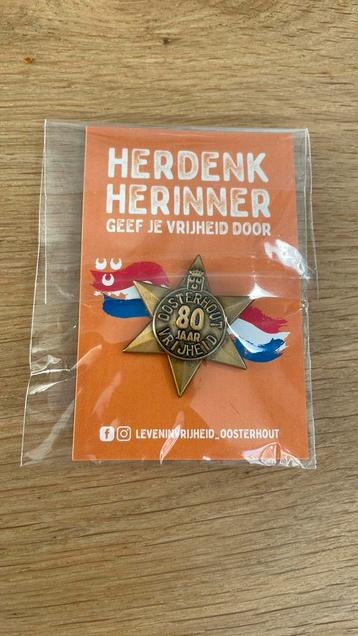 HERDENK
HERINNER
GEEF JE VRIJHEID DOOR
OOSTERHOUT
80
JAAR
VRIJHEID
LEVENINVRIJHEID_OOSTERHOUT